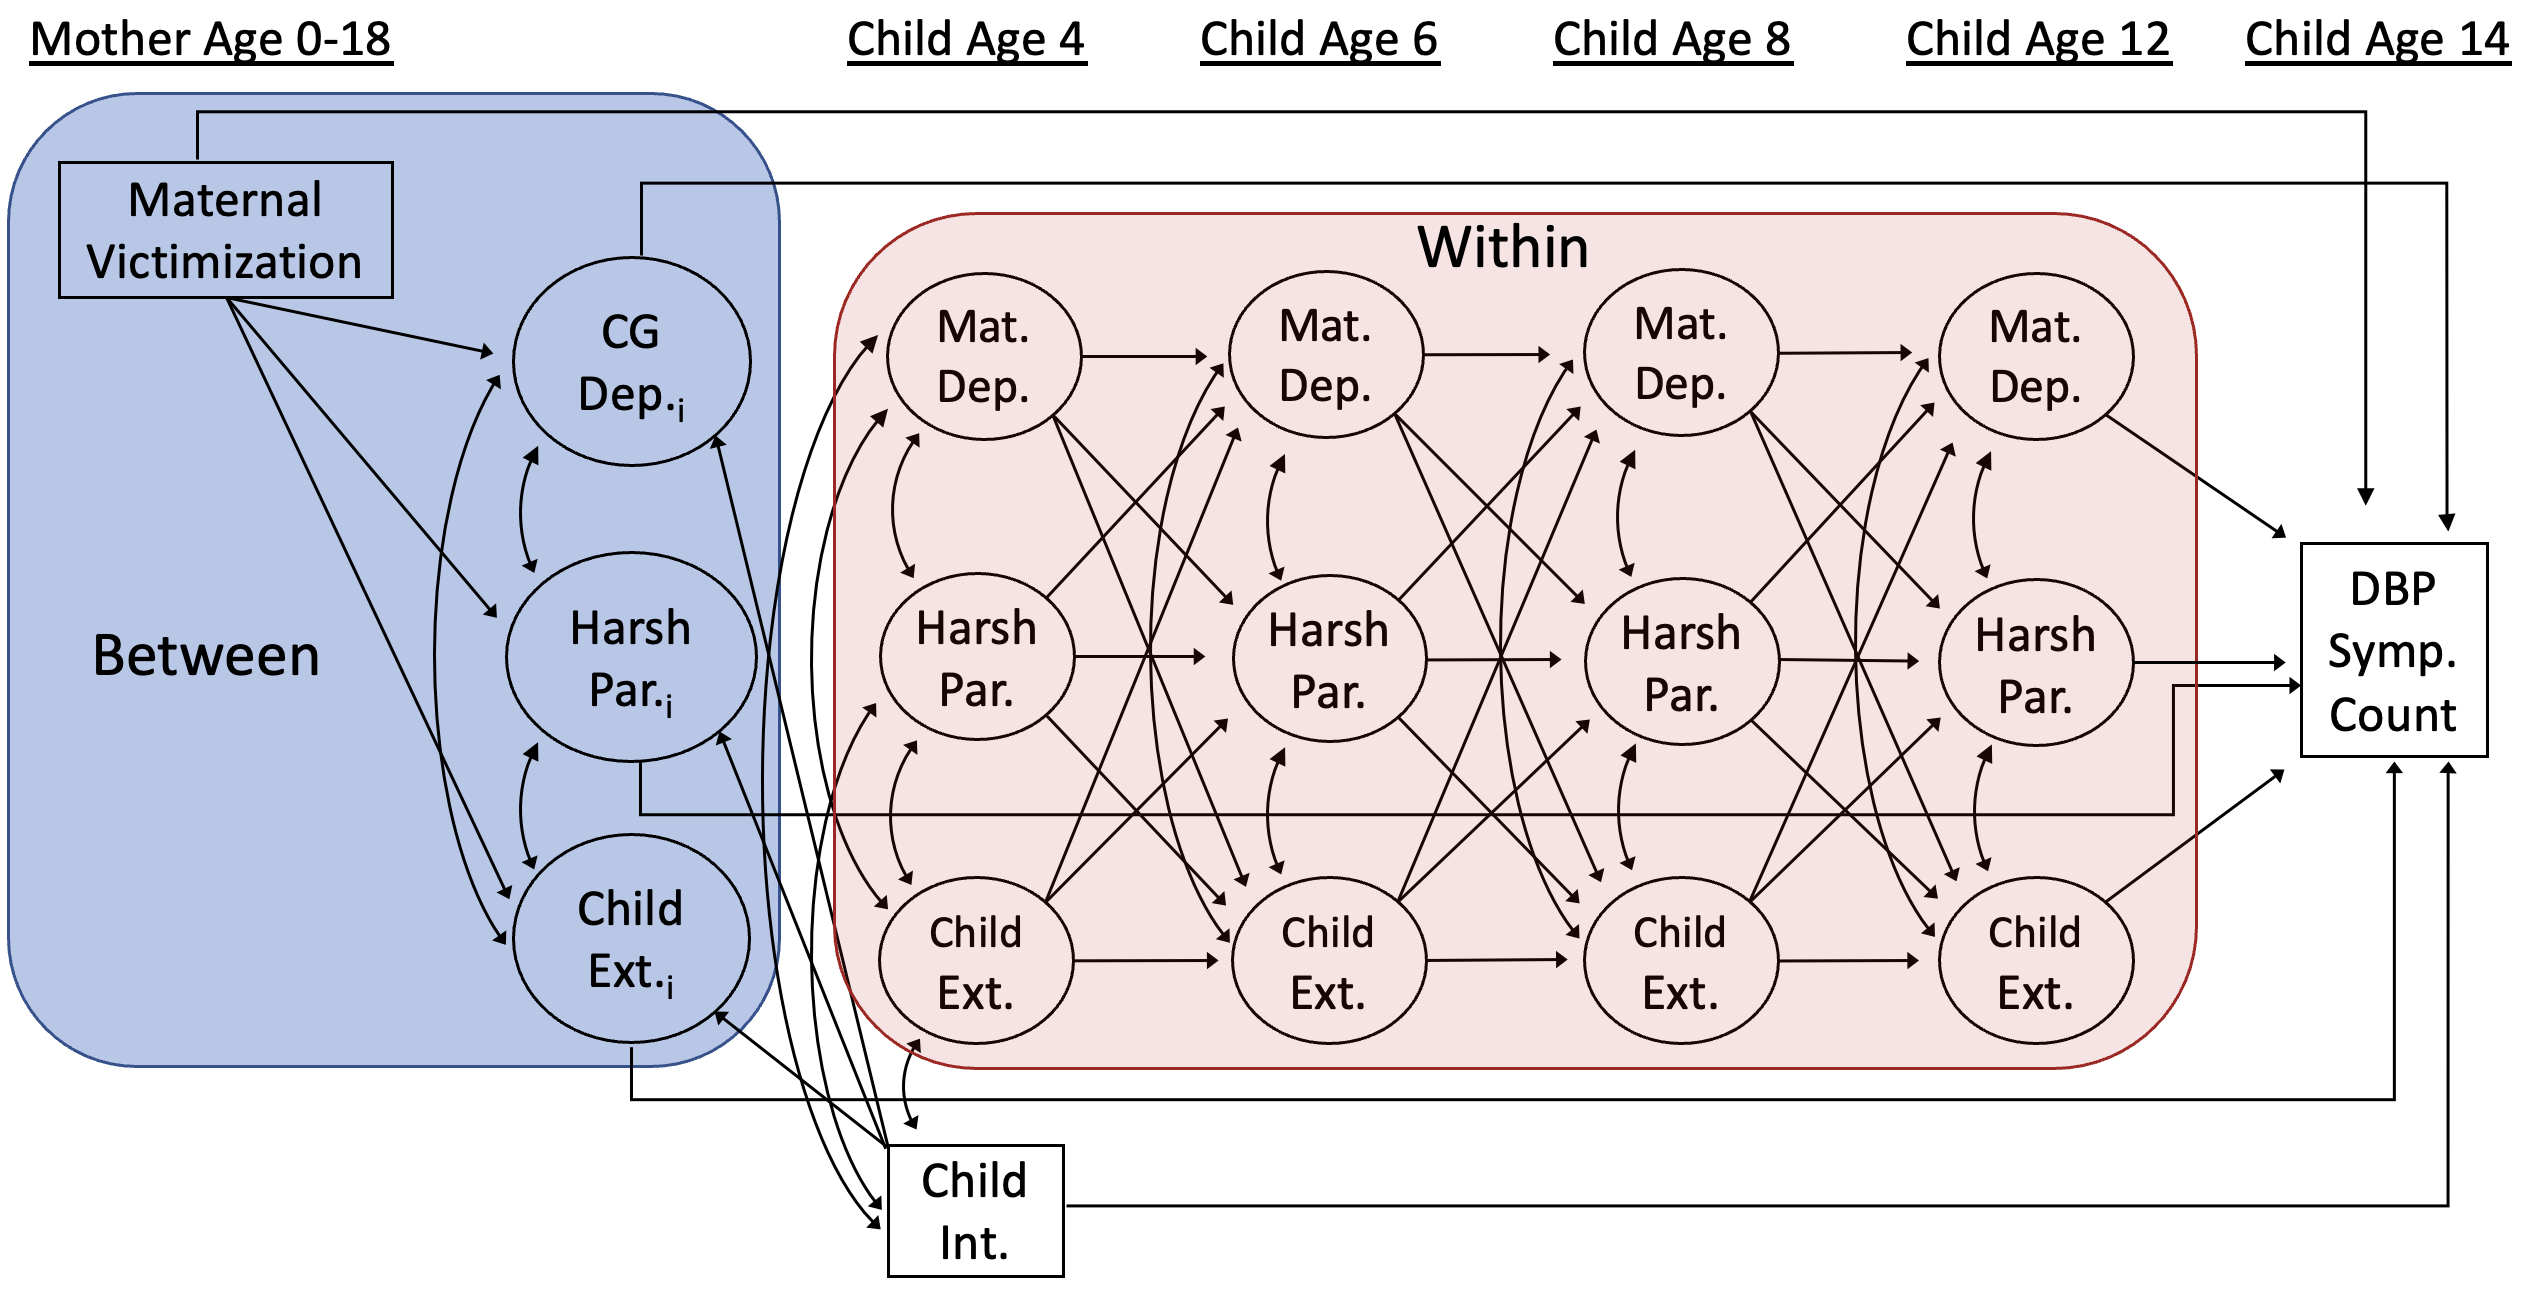 Mother Age 0-18
Child Age 4
Child Age 6
Child Age 8
Child Age 12
Child Age 14
Maternal
Victimization
Between
CG
Dep.i
Harsh
Par.i
Child
Ext.i
Within
Mat.
Dep.
Mat.
Dep.
Mat.
Dep.
Mat.
Dep.
Harsh
Par.
Harsh
Par.
Harsh
Par.
Harsh
Par.
Child
Ext.
Child
Ext.
Child
Ext.
Child
Ext.
Child
Int.
DBP
Symp.
Count